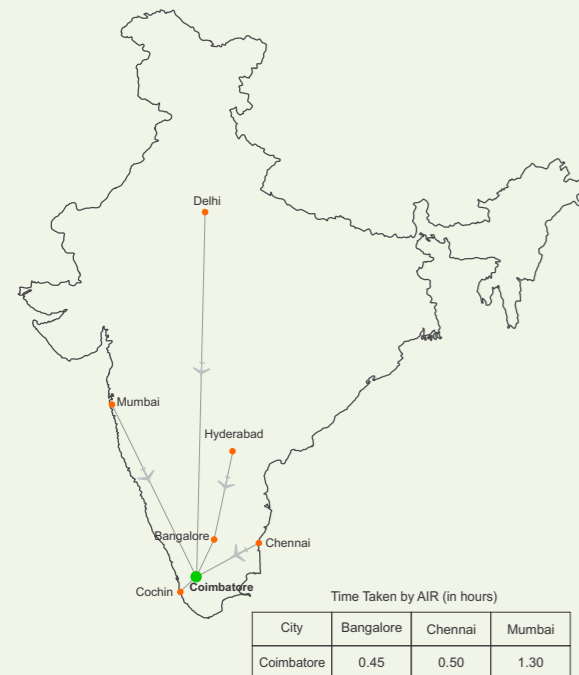 Delhi
Mumbai
Hyderabad
Bangalore
Chennai
Coimbatore
Cochin
Time Taken by AIR (in hours)
City Bangalore Chennai Mumbai
Coimbatore 0.45 0.50 1.30